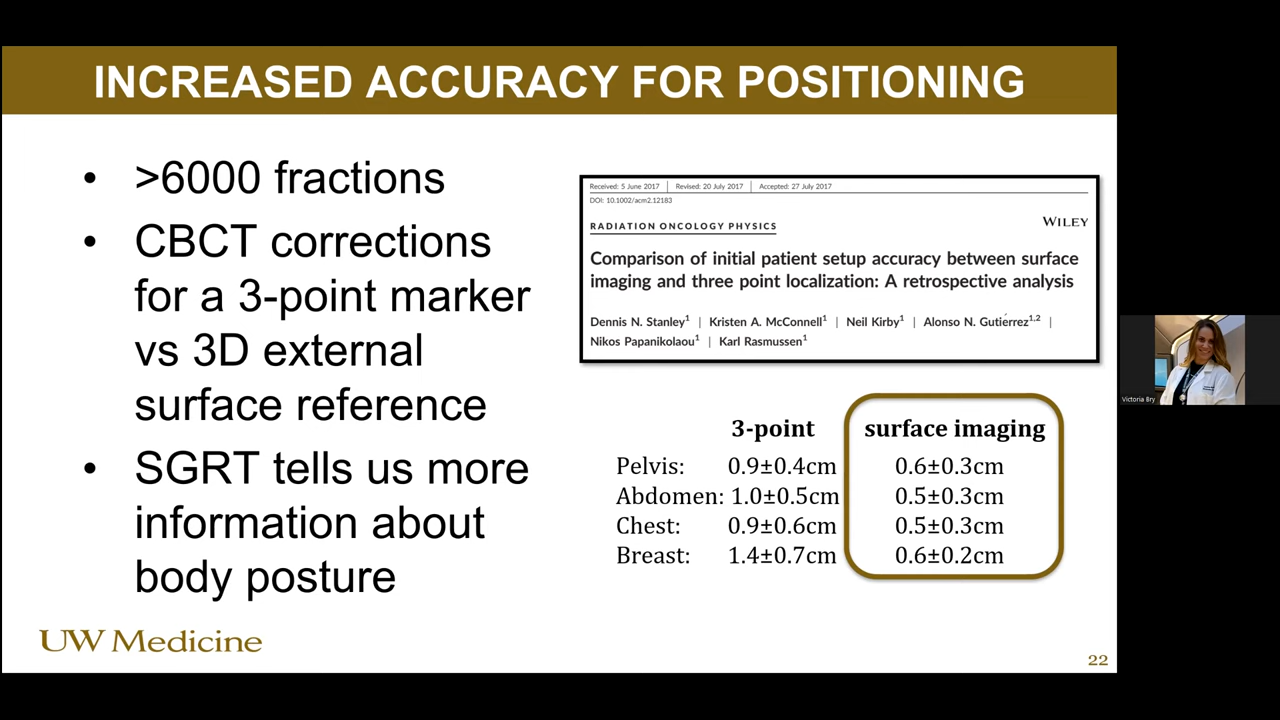 INCREASED ACCURACY FOR POSITIONING
• >6000 fractions
• CBCT corrections
for a 3-point marker
vs 3D external
surface reference
• SGRT tells us more
information about
body posture
Received: 5 June 2017 | Revised: 20 July 2017 | Accepted: 27 July 2017
DOI: 10.1002/acm2.12183
RADIATION ONCOLOGY PHYSICS
WILEY
Comparison of initial patient setup accuracy between surface
imaging and three point localization: A retrospective analysis
Dennis N. Stanley1 | Kristen A. McConnell1 | Neil Kirby1 | Alonso N. Gutiérrez1,2 |
Nikos Papanikolaou1 | Karl Rasmussen1
3-point surface imaging
Pelvis: 0.9±0.4cm 0.6±0.3cm
Abdomen: 1.0±0.5cm 0.5±0.3cm
Chest: 0.9±0.6cm 0.5±0.3cm
Breast: 1.4±0.7cm 0.6±0.2cm
UW Medicine
22
Victoria Bry